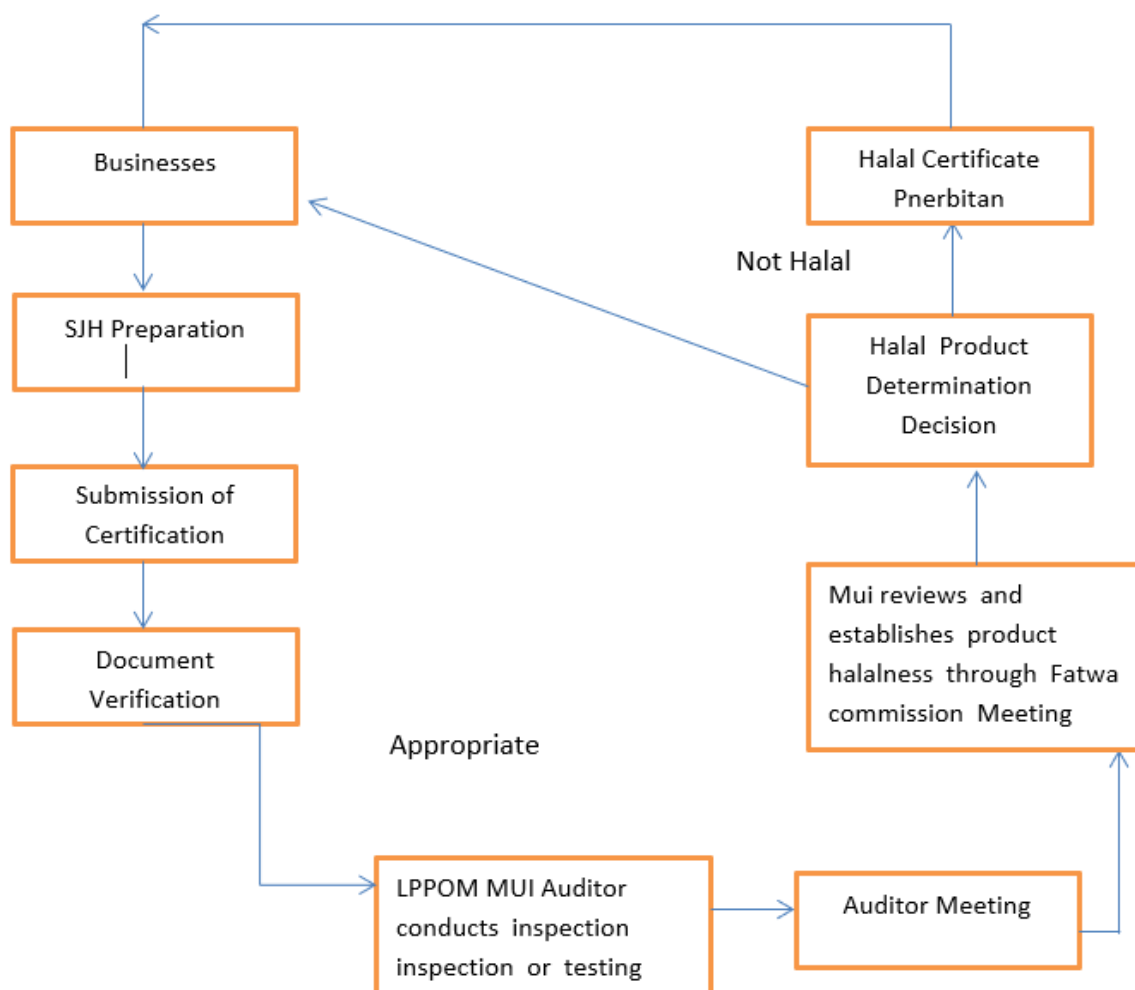 Businesses
SJH Preparation
Submission of
Certification
Document
Verification
Appropriate
LPPOM MUI Auditor
conducts inspection
inspection or testing
Auditor Meeting
Mui reviews and
establishes product
halalness through Fatwa
commission Meeting
Halal Product
Determination
Decision
Not Halal
Halal Certificate
Pnerbitan